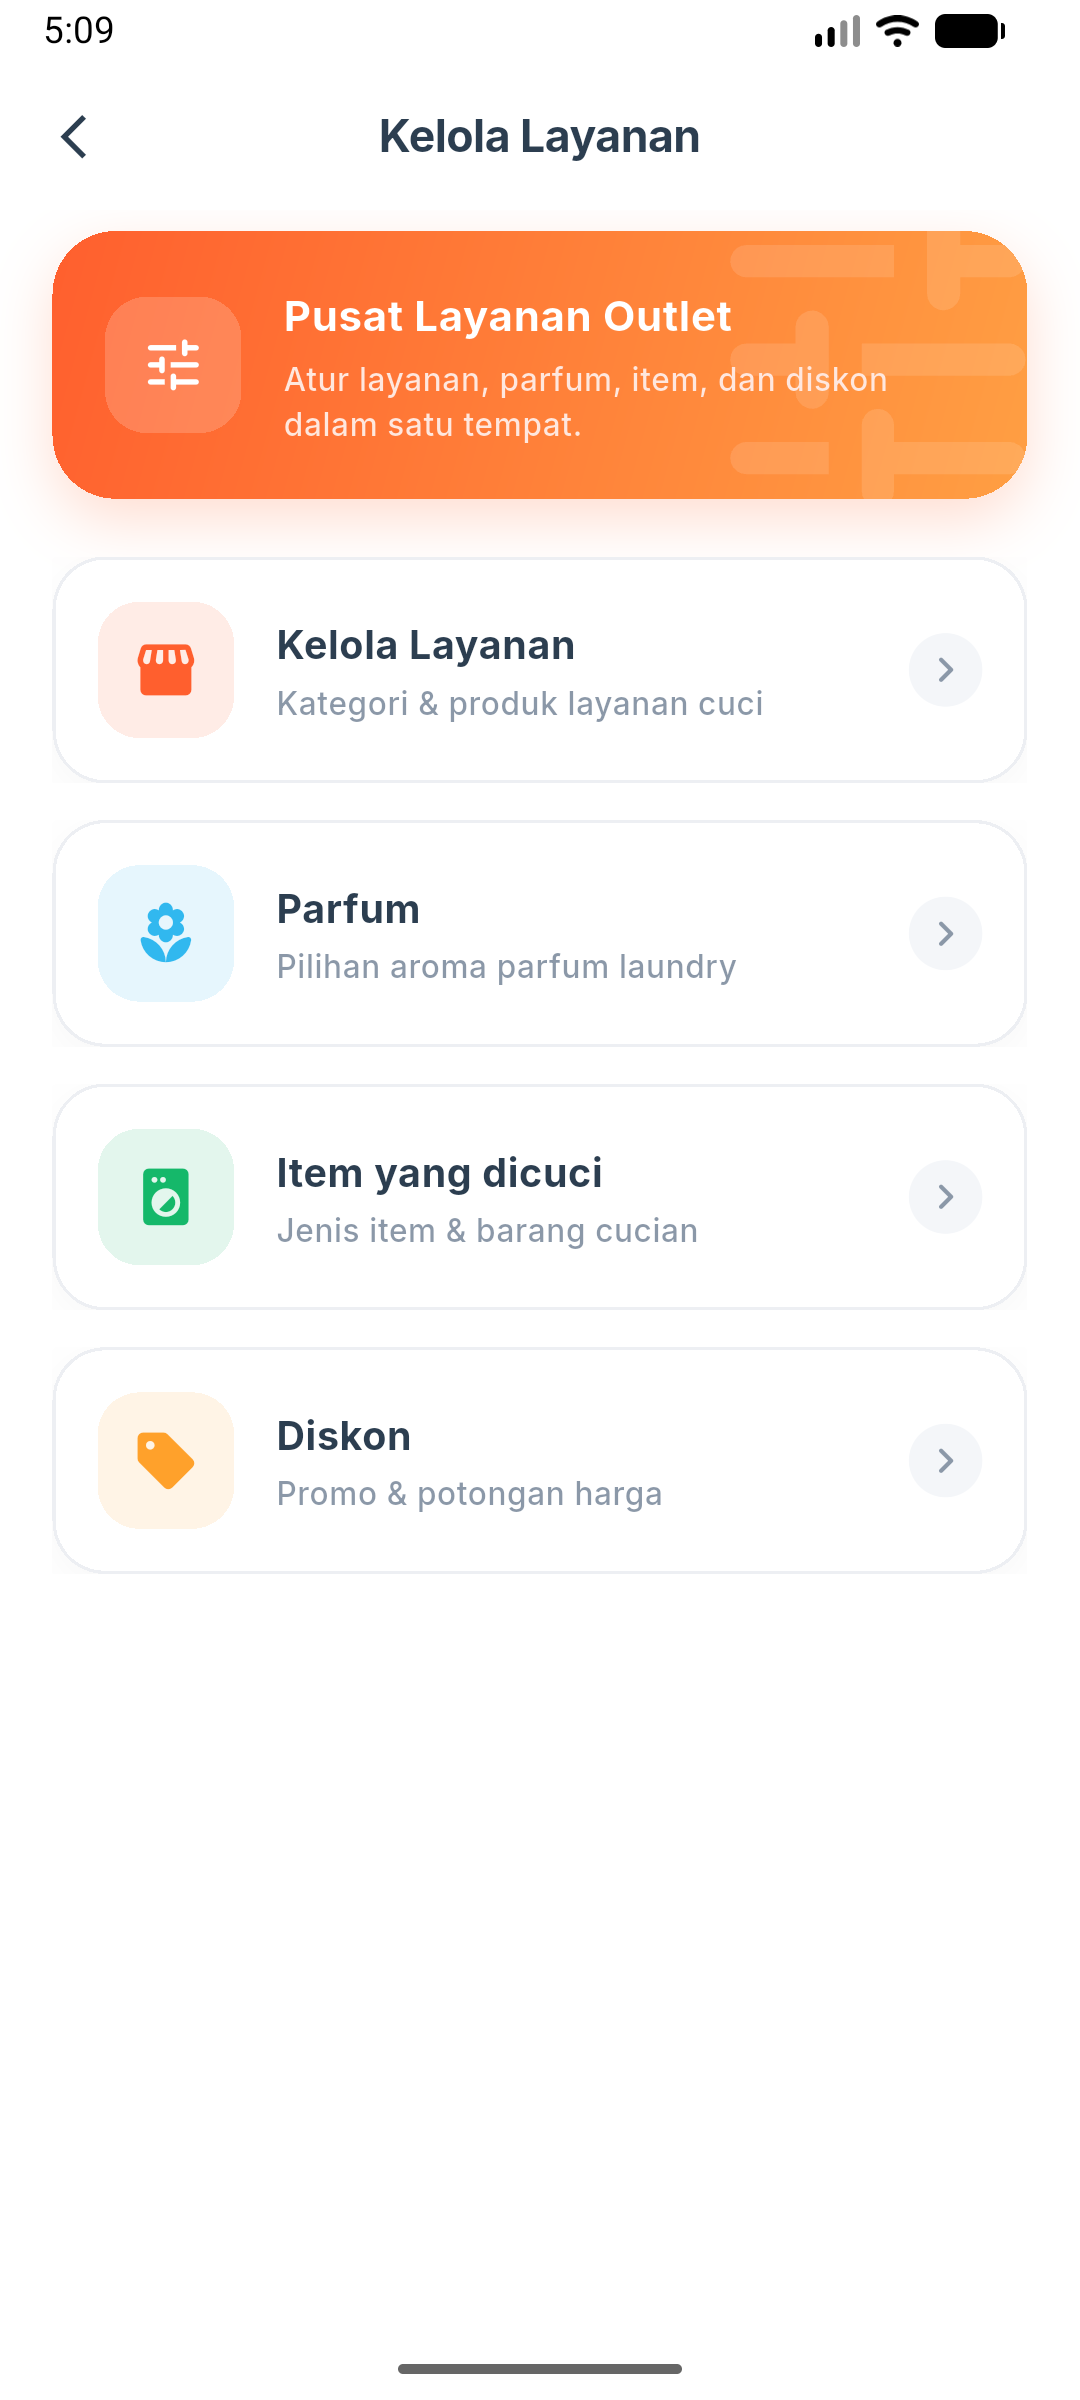 5:09
Kelola Layanan
Pusat Layanan Outlet
Atur layanan, parfum, item, dan diskon
dalam satu tempat.
Kelola Layanan
Kategori & produk layanan cuci
Parfum
Pilihan aroma parfum laundry
Item yang dicuci
Jenis item & barang cucian
Diskon
Promo & potongan harga